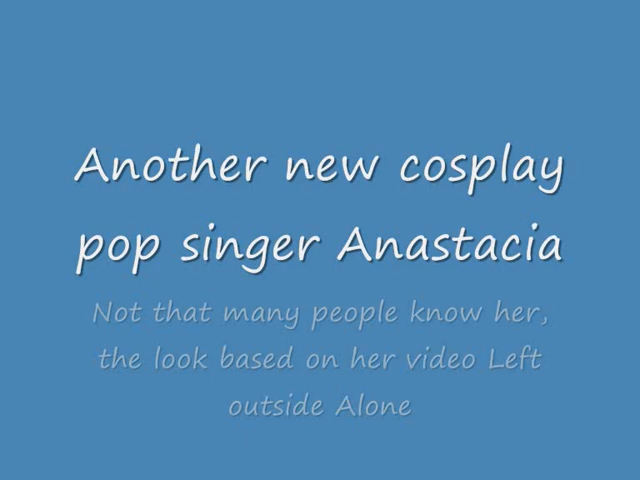 Another new cosplay
pop singer Anastacia
Not that many people know her,
the look based on her video Left
outside Alone